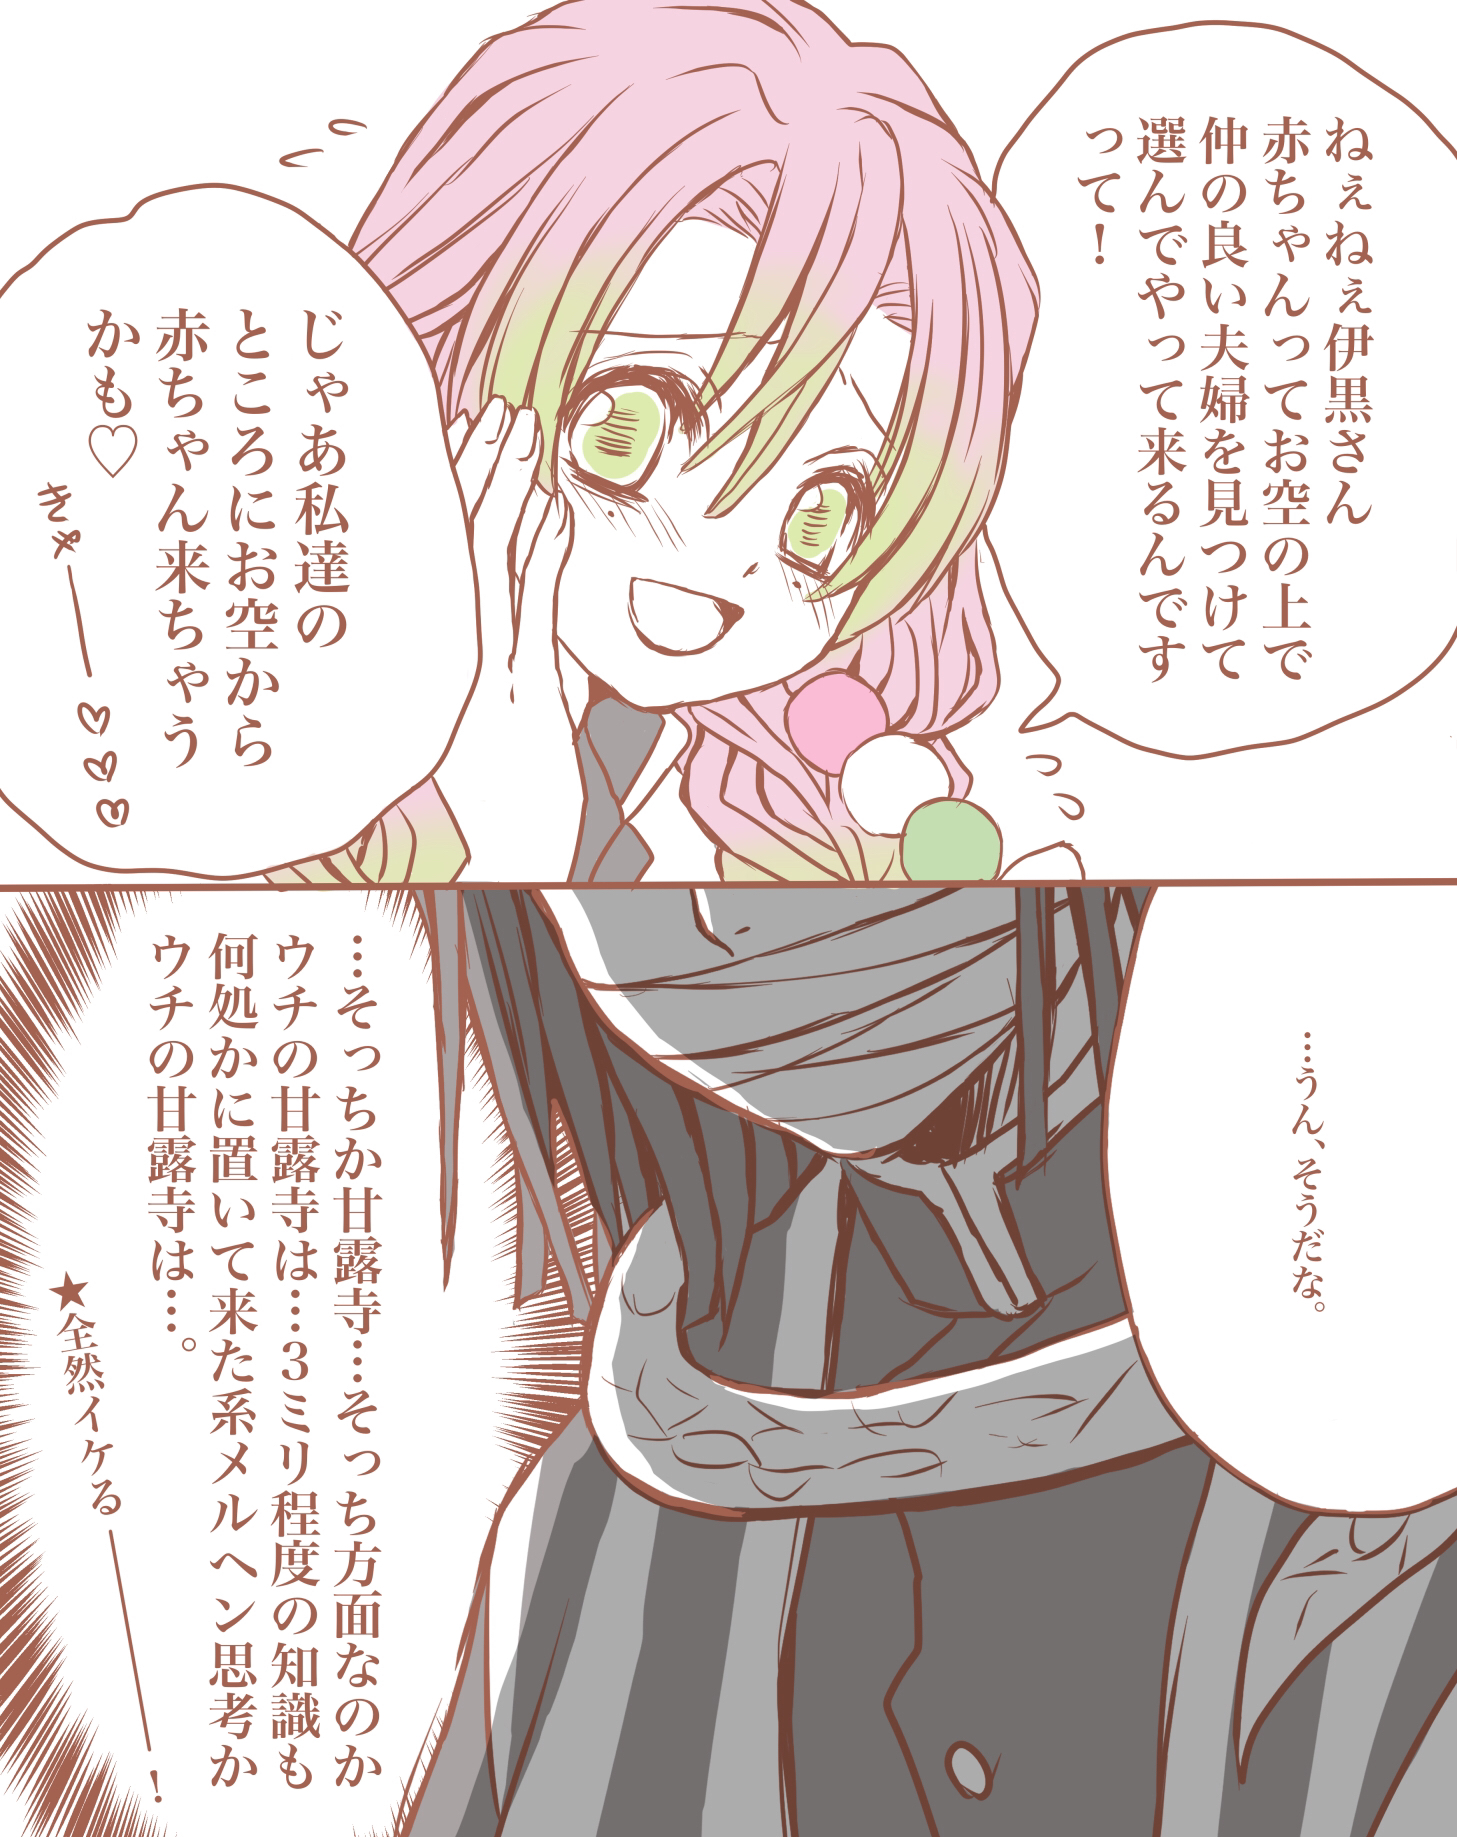 ねぇねぇ伊黒さん
赤ちゃんってお空の上で
仲の良い夫婦を見つけて
選んでやって来るんです
って！
じゃあ私達の
ところにお空から
赤ちゃん来ちゃう
かも♡
きゃー♡♡♡
…うん、そうだな。
…そっちか甘露寺…そっち方面なのか
ウチの甘露寺は…3ミリ程度の知識も
何処かに置いて来た系メルヘン思考か
ウチの甘露寺は…。
★全然イケるー！